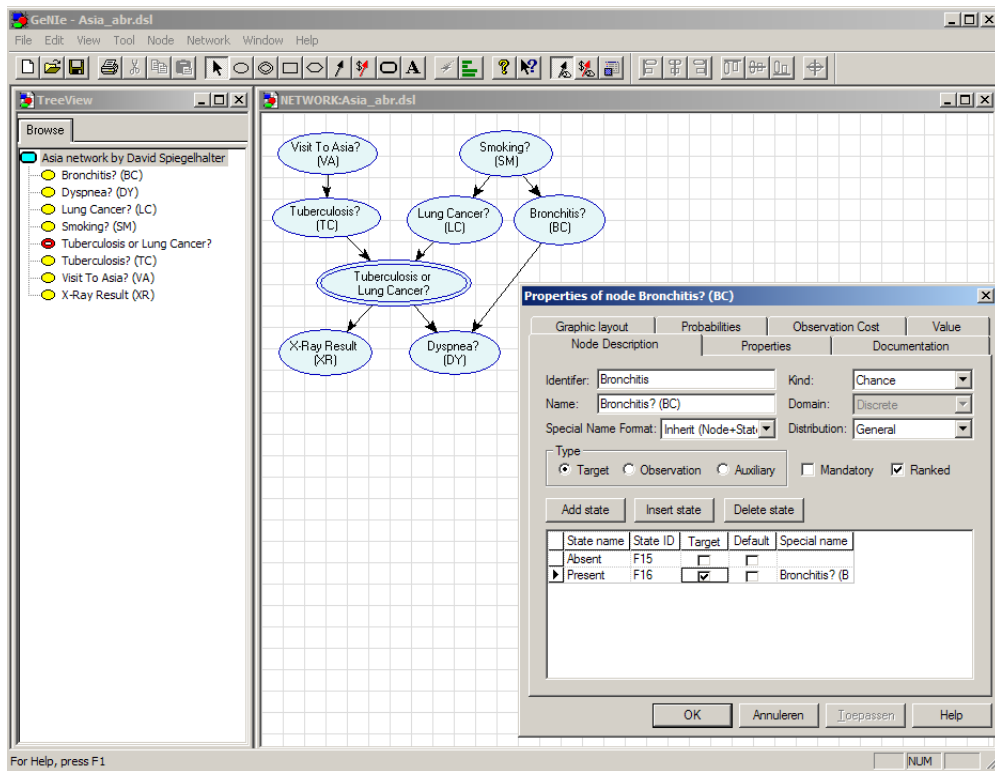 GeNIe - Asia_abr.dsl
File Edit View Tool Node Network Window Help
A
TreeView
Browse
Asia network by David Spiegelhalter
Bronchitis? (BC)
Dyspnea? (DY)
Lung Cancer? (LC)
Smoking? (SM)
Tuberculosis or Lung Cancer?
Tuberculosis? (TC)
Visit To Asia? (VA)
X-Ray Result (XR)
NETWORK:Asia_abr.dsl
Visit To Asia?
(VA)
Smoking?
(SM)
Tuberculosis?
(TC)
Lung Cancer?
(LC)
Bronchitis?
(BC)
Tuberculosis or
Lung Cancer?
X-Ray Result
(XR)
Dyspnea?
(DY)
Properties of node Bronchitis? (BC)
Graphic layout Probabilities Observation Cost Value
Node Description Properties Documentation
Identifer: Bronchitis Kind: Chance
Name: Bronchitis? (BC) Domain: Discrete
Special Name Format: Inherit (Node+Stat Distribution: General
Type
Target Observation Auxiliary Mandatory Ranked
Add state Insert state Delete state
State name State ID Target Default Special name
Absent F15
Present F16 Bronchitis? (B
OK Annuleren Toepassen Help
For Help, press F1 NUM